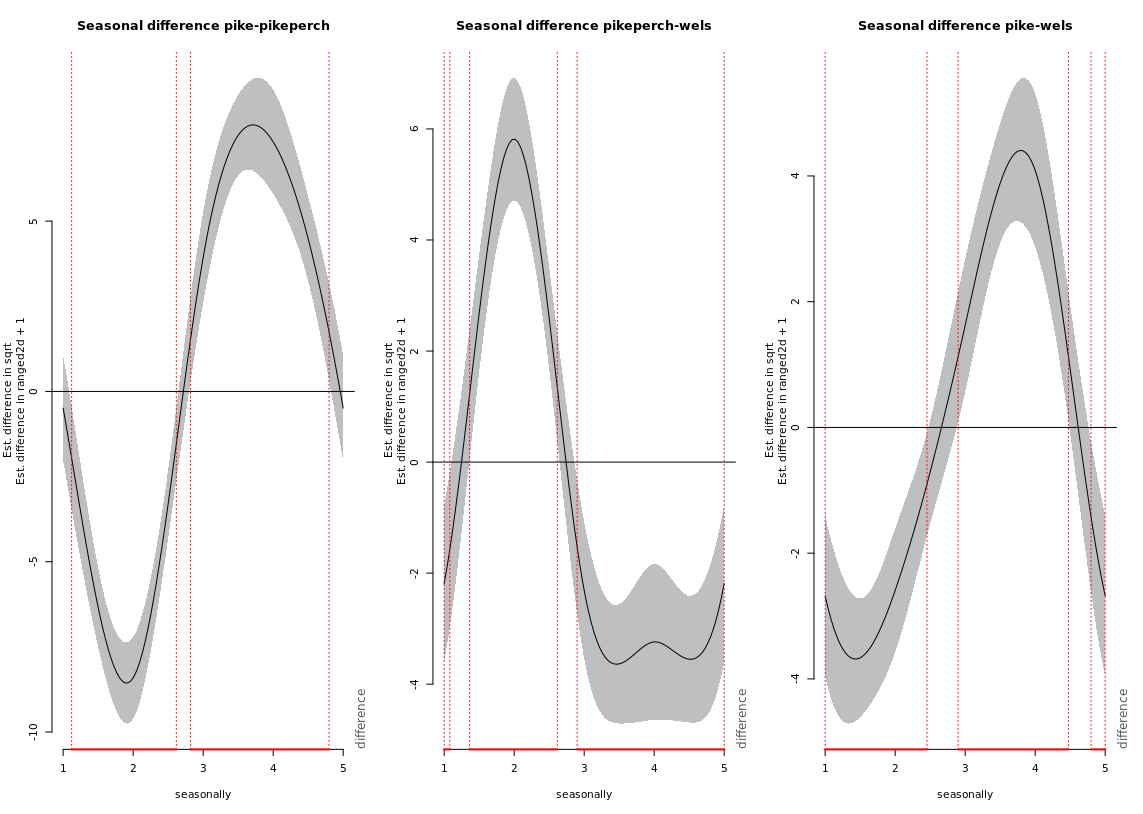 Seasonal difference pike-pikeperch
Est. difference in sqrt
Est. difference in ranged2d + 1
5
0
-5
-10
1 2 3 4 5
seasonally
difference
Seasonal difference pikeperch-wels
Est. difference in sqrt
Est. difference in ranged2d + 1
6
4
2
0
-2
-4
1 2 3 4 5
seasonally
difference
Seasonal difference pike-wels
Est. difference in sqrt
Est. difference in ranged2d + 1
4
2
0
-2
-4
1 2 3 4 5
seasonally
difference